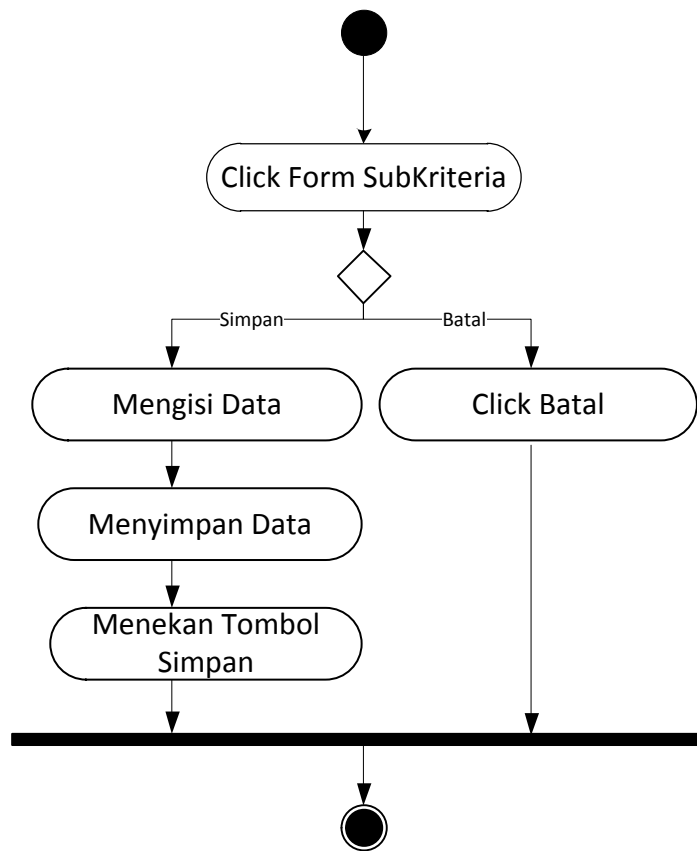 Click Form SubKriteria
Simpan
Batal
Mengisi Data
Click Batal
Menyimpan Data
Menekan Tombol
Simpan